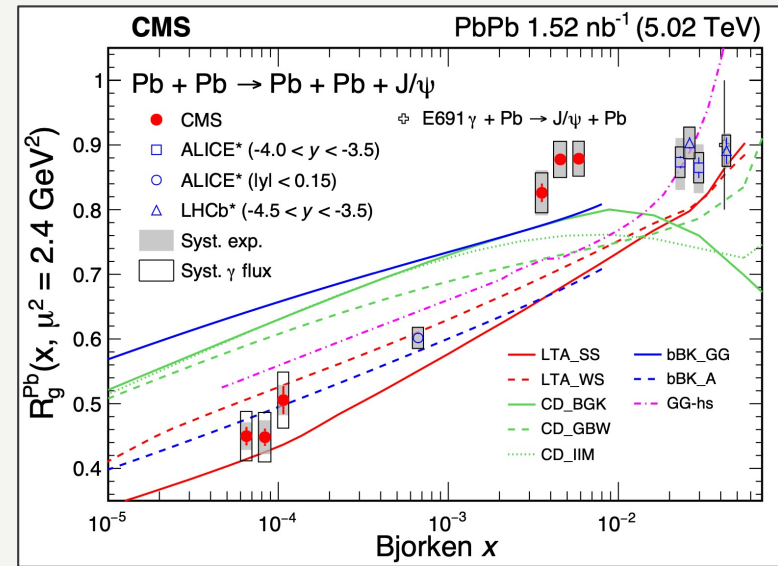 CMS PbPb 1.52 nb⁻¹ (5.02 TeV)
Pb + Pb → Pb + Pb + J/ψ
CMS
E691 γ + Pb → J/ψ + Pb
ALICE* (-4.0 < y < -3.5)
ALICE* (|y| < 0.15)
LHCb* (-4.5 < y < -3.5)
Syst. exp.
Syst. γ flux
LTA_SS
LTA_WS
CD_BGK
CD_GBW
CD_IIM
bBK_GG
bBK_A
GG-hs
1
0.9
0.8
0.7
0.6
0.5
0.4
R_g^Pb(x, μ² = 2.4 GeV²)
10⁻⁵ 10⁻⁴ 10⁻³ 10⁻²
Bjorken x